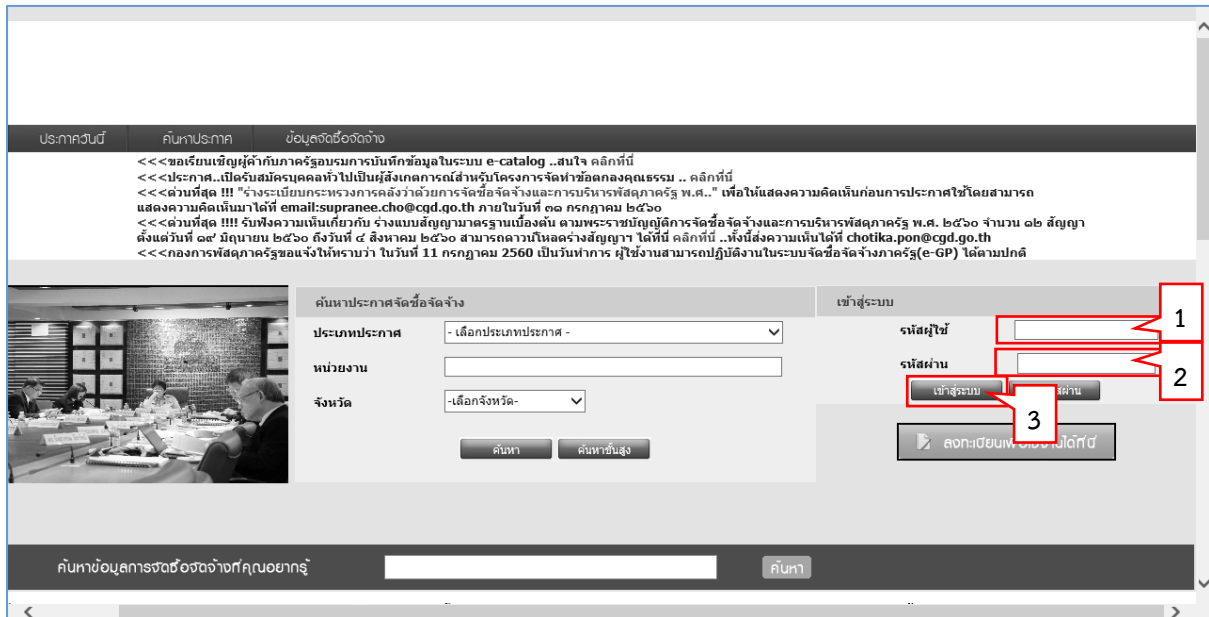 ประกาศวันนี้ ค้นหาประกาศ ข้อมูลจัดซื้อจัดจ้าง
<<<ขอเรียนเชิญผู้ค้ากับภาครัฐอบรมการบันทึกข้อมูลในระบบ e-catalog ..สนใจ คลิกที่นี่
<<<ประกาศ..เปิดรับสมัครบุคคลทั่วไปเป็นผู้สังเกตการณ์สำหรับโครงการจัดทำข้อตกลงคุณธรรม .. คลิกที่นี่
<<<ด่วนที่สุด !!! "ร่างระเบียบกระทรวงการคลังว่าด้วยการจัดซื้อจัดจ้างและการบริหารพัสดุภาครัฐ พ.ศ.." เพื่อให้แสดงความคิดเห็นก่อนการประกาศใช้โดยสามารถ
แสดงความคิดเห็นมาได้ที่ email:supranee.cho@cgd.go.th ภายในวันที่ ๓๑ กรกฎาคม ๒๕๖๐
<<<ด่วนที่สุด !!!! รับฟังความเห็นเกี่ยวกับ ร่างแบบสัญญามาตรฐานเบื้องต้น ตามพระราชบัญญัติการจัดซื้อจัดจ้างและการบริหารพัสดุภาครัฐ พ.ศ. ๒๕๖๐ จำนวน ๑๒ สัญญา
ตั้งแต่วันที่ ๑๙ มิถุนายน ๒๕๖๐ ถึงวันที่ ๔ สิงหาคม ๒๕๖๐ สามารถดาวน์โหลดร่างสัญญาฯ ได้ที่นี่ คลิกที่นี่ ..ทั้งนี้ส่งความเห็นได้ที่ chotika.pon@cgd.go.th
<<<กองการพัสดุภาครัฐขอแจ้งให้ทราบว่า ในวันที่ 11 กรกฎาคม 2560 เป็นวันทำการ ผู้ใช้งานสามารถปฏิบัติงานในระบบจัดซื้อจัดจ้างภาครัฐ(e-GP) ได้ตามปกติ
ค้นหาประกาศจัดซื้อจัดจ้าง
ประเภทประกาศ - เลือกประเภทประกาศ -
หน่วยงาน
จังหวัด -เลือกจังหวัด-
ค้นหา ค้นหาขั้นสูง
เข้าสู่ระบบ
รหัสผู้ใช้ 1
รหัสผ่าน 2
เข้าสู่ระบบ
3
ค้นหาข้อมูลการจัดซื้อจัดจ้างที่คุณอยากรู้ ค้นหา